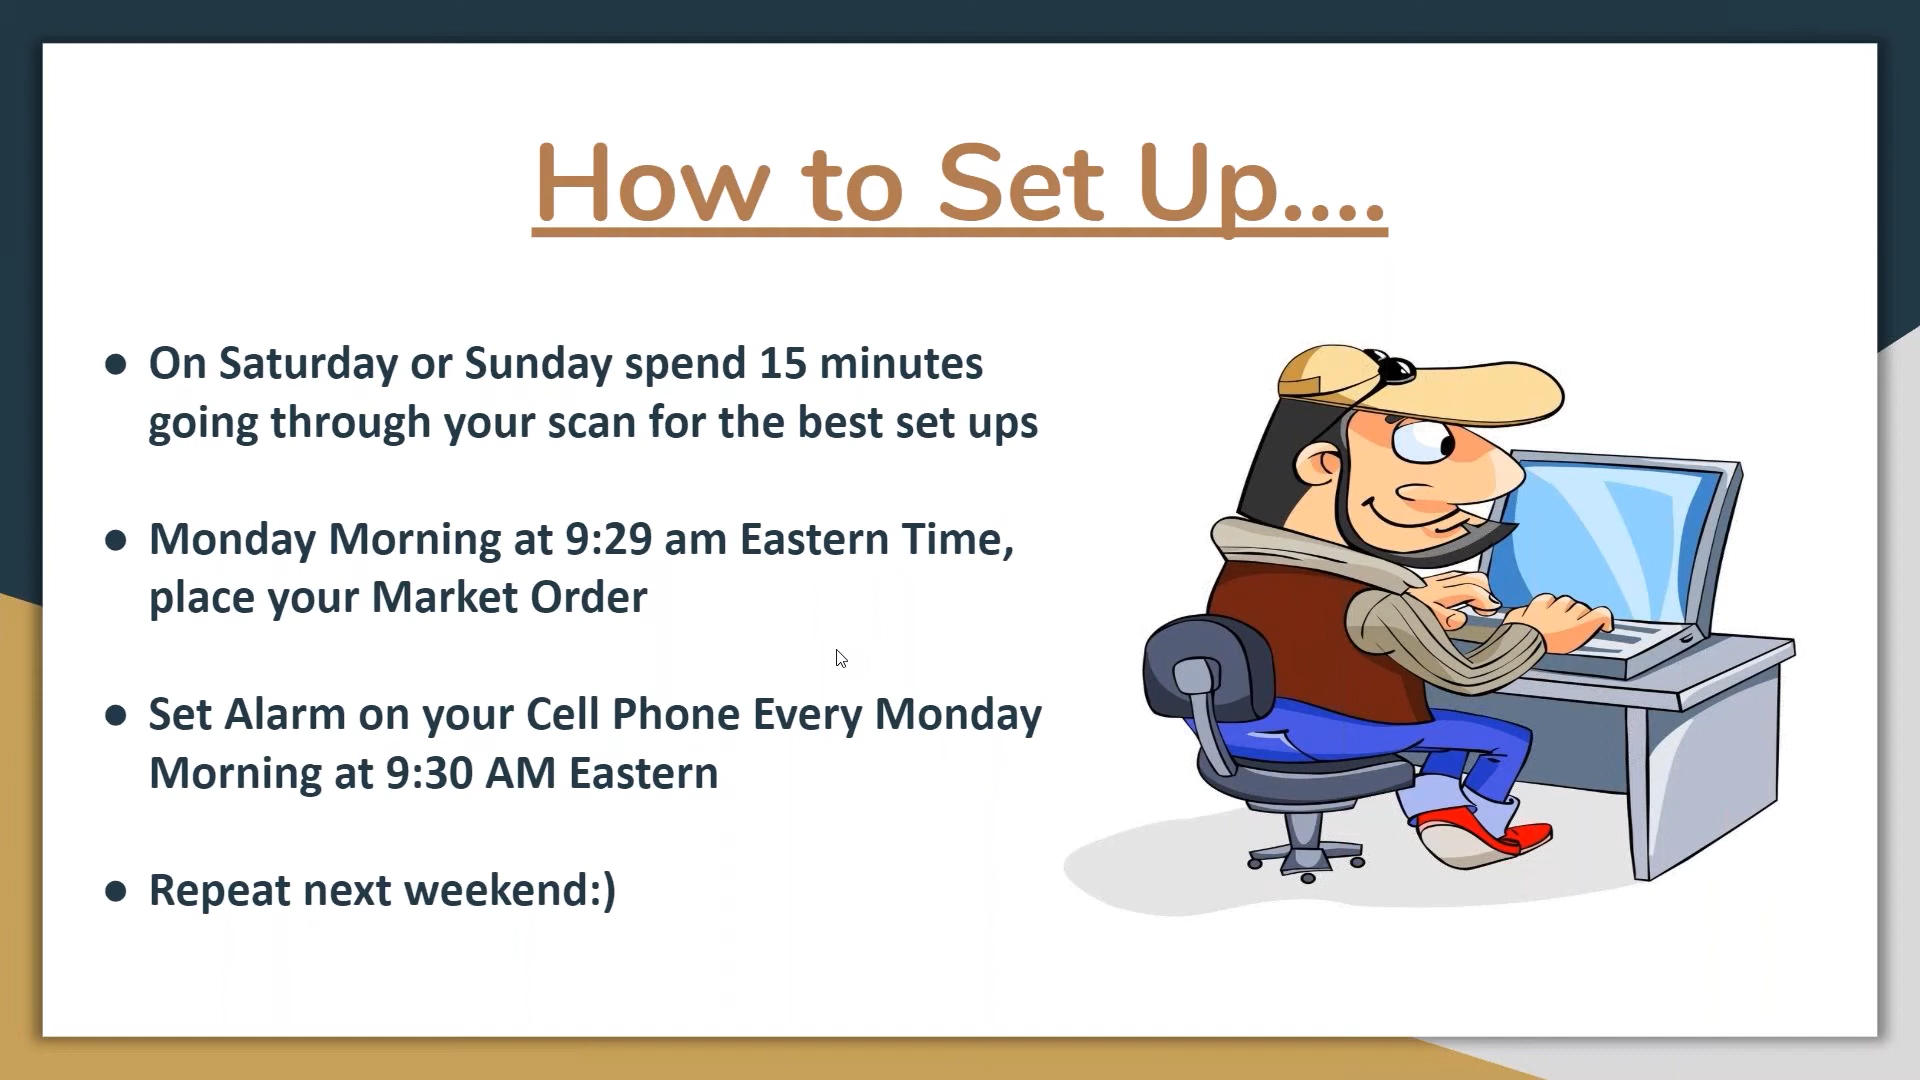 How to Set Up....
● On Saturday or Sunday spend 15 minutes
going through your scan for the best set ups
● Monday Morning at 9:29 am Eastern Time,
place your Market Order
● Set Alarm on your Cell Phone Every Monday
Morning at 9:30 AM Eastern
● Repeat next weekend:)